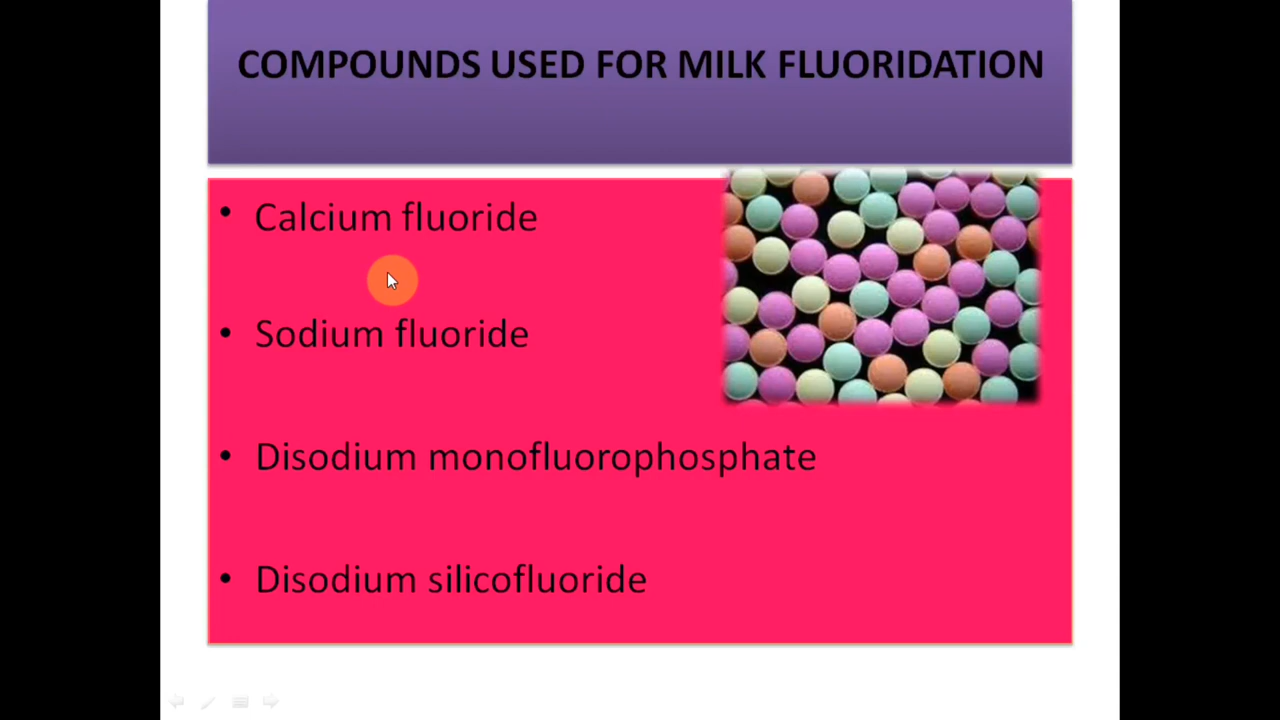 COMPOUNDS USED FOR MILK FLUORIDATION
• Calcium fluoride
• Sodium fluoride
• Disodium monofluorophosphate
• Disodium silicofluoride